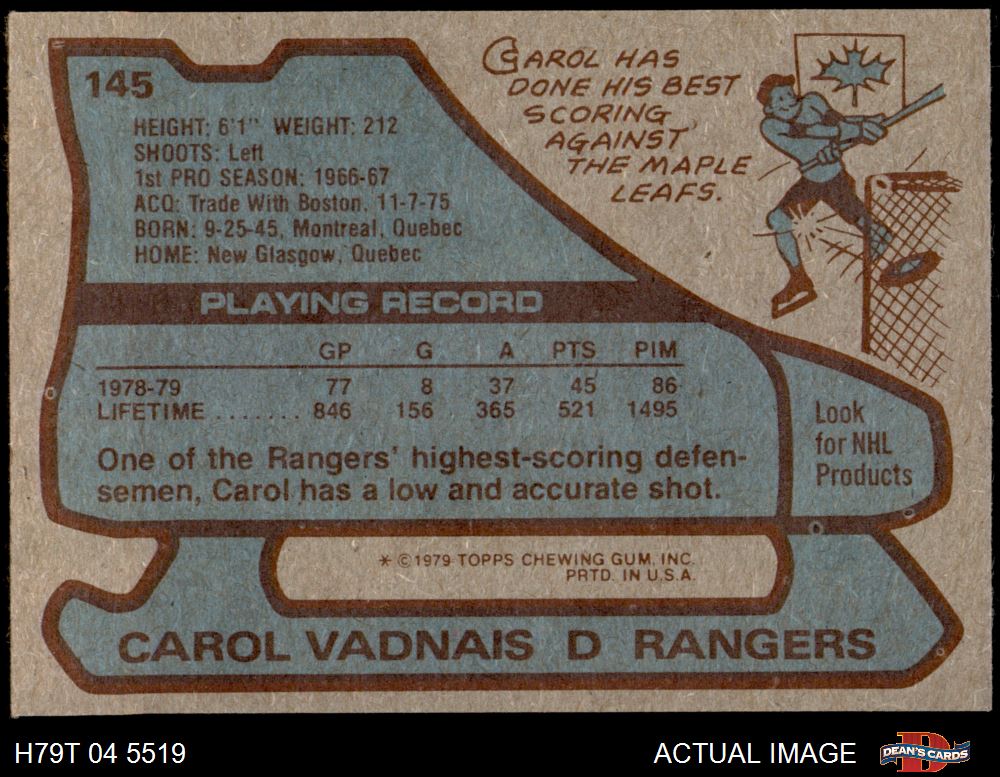 145
HEIGHT: 6'1" WEIGHT: 212
SHOOTS: Left
1st PRO SEASON: 1966-67
ACQ: Trade With Boston, 11-7-75
BORN: 9-25-45, Montreal, Quebec
HOME: New Glasgow, Quebec
CAROL HAS
DONE HIS BEST
SCORING
AGAINST
THE MAPLE
LEAFS.
PLAYING RECORD
GP G A PTS PIM
1978-79 77 8 37 45 86
LIFETIME ....... 846 156 365 521 1495
One of the Rangers' highest-scoring defen-
semen, Carol has a low and accurate shot.
Look
for NHL
Products
* © 1979 TOPPS CHEWING GUM, INC.
PRTD. IN U.S.A.
CAROL VADNAIS D RANGERS
H79T 04 5519 ACTUAL IMAGE
D
DEAN'S CARDS